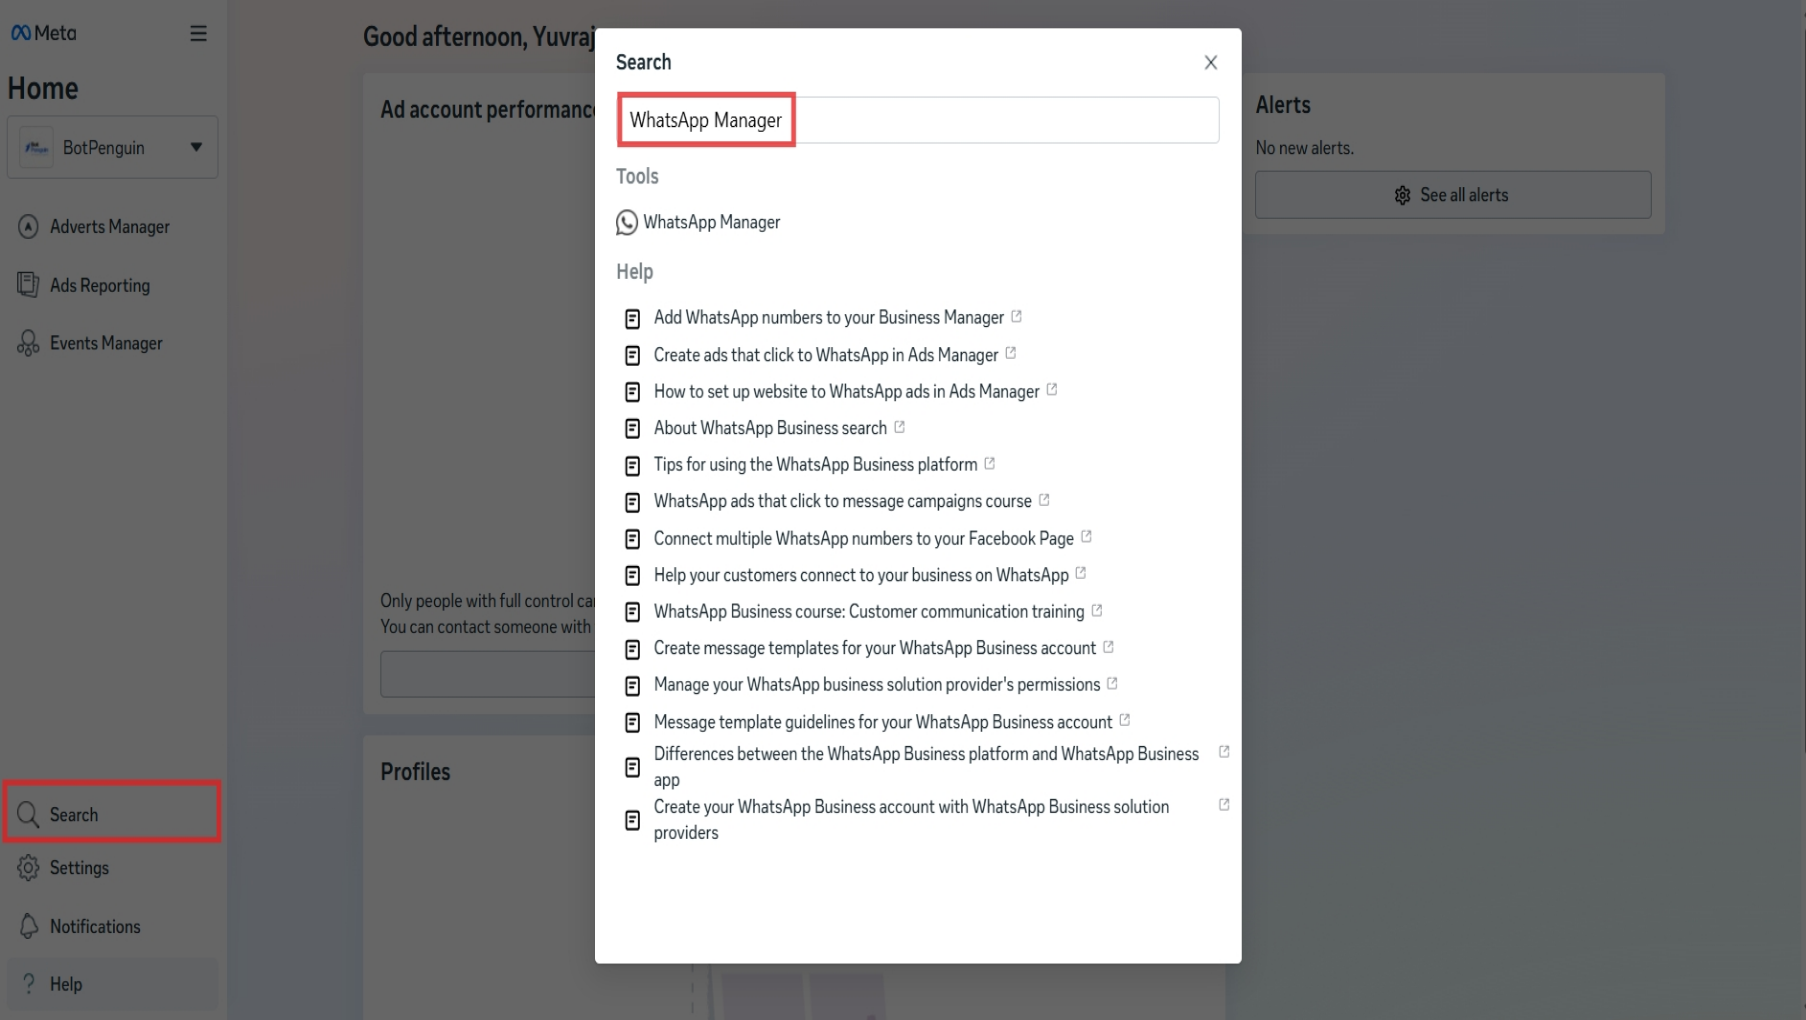 Meta
Home
BotPenguin
Adverts Manager
Ads Reporting
Events Manager
Search
Settings
Notifications
Help
Good afternoon, Yuvraj
Ad account performance
Only people with full control
You can contact someone with
Profiles
Search
WhatsApp Manager
Tools
WhatsApp Manager
Help
Add WhatsApp numbers to your Business Manager
Create ads that click to WhatsApp in Ads Manager
How to set up website to WhatsApp ads in Ads Manager
About WhatsApp Business search
Tips for using the WhatsApp Business platform
WhatsApp ads that click to message campaigns course
Connect multiple WhatsApp numbers to your Facebook Page
Help your customers connect to your business on WhatsApp
WhatsApp Business course: Customer communication training
Create message templates for your WhatsApp Business account
Manage your WhatsApp business solution provider's permissions
Message template guidelines for your WhatsApp Business account
Differences between the WhatsApp Business platform and WhatsApp Business
app
Create your WhatsApp Business account with WhatsApp Business solution
providers
Alerts
No new alerts.
See all alerts